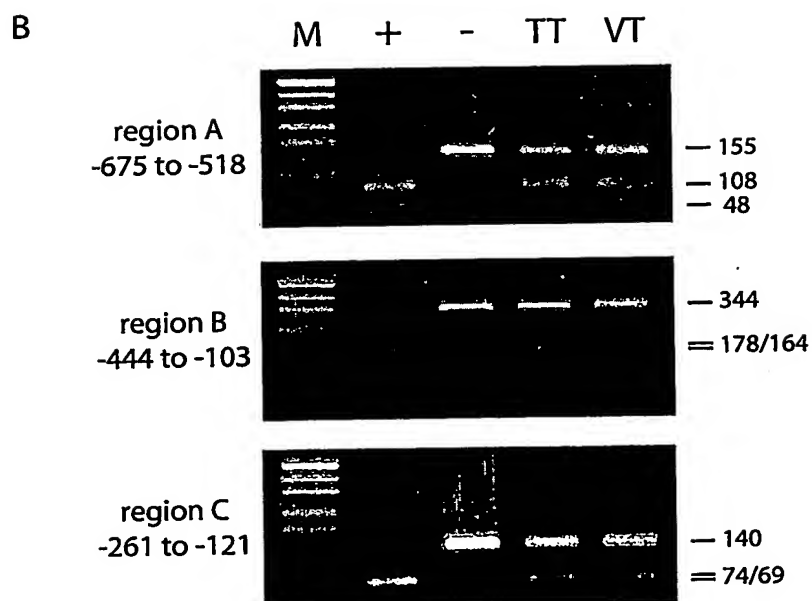 B
M + - TT VT
region A
-675 to -518
155
108
48
region B
-444 to -103
344
178/164
region C
-261 to -121
140
74/69